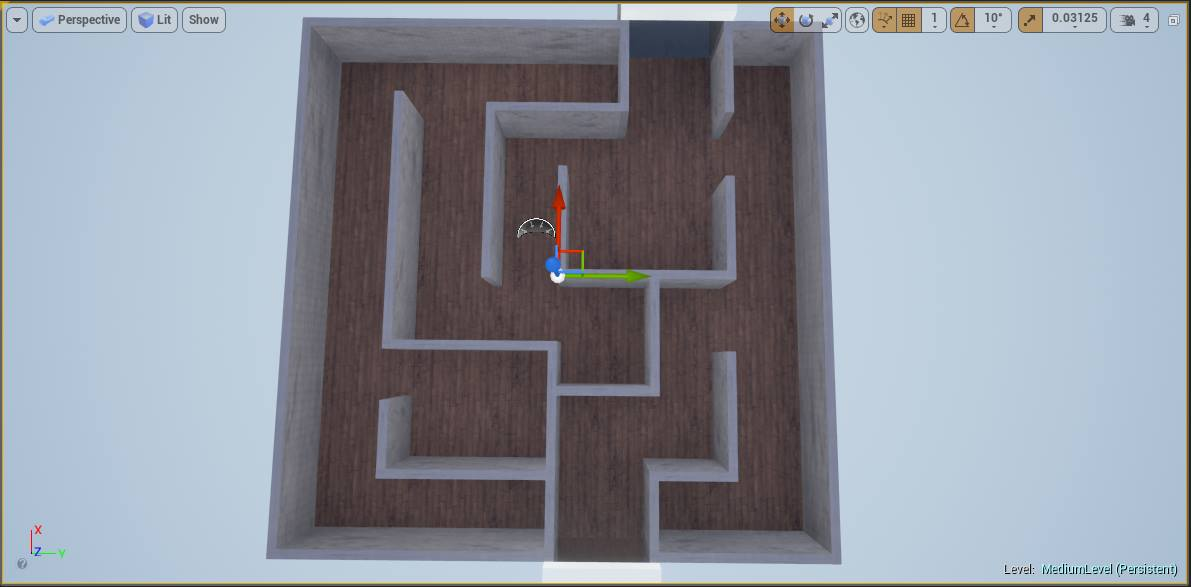 Perspective Lit Show 1 10° 0.03125 4
X
Z Y
? Level: MediumLevel (Persistent)